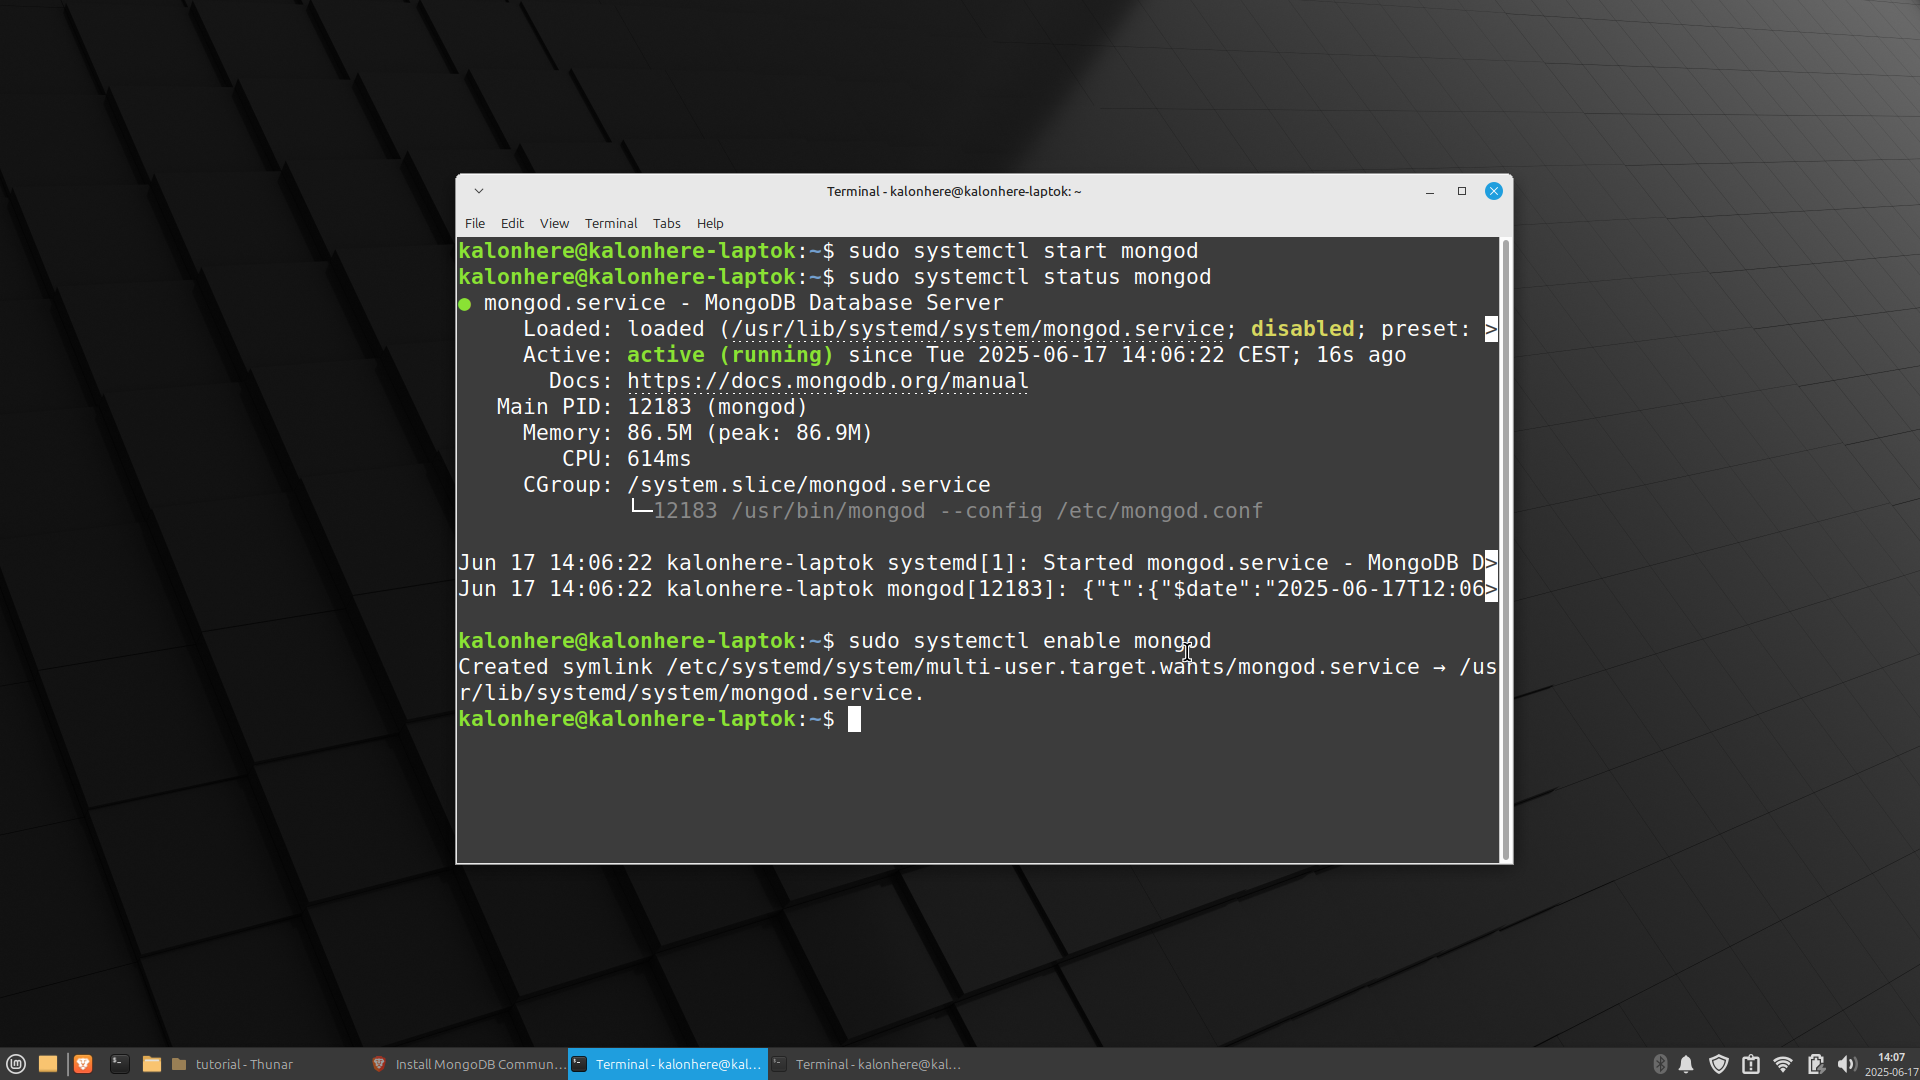 Terminal - kalonhere@kalonhere-laptok: ~
File Edit View Terminal Tabs Help
kalonhere@kalonhere-laptok:~$ sudo systemctl start mongod
kalonhere@kalonhere-laptok:~$ sudo systemctl status mongod
● mongod.service - MongoDB Database Server
Loaded: loaded (/usr/lib/systemd/system/mongod.service; disabled; preset: >
Active: active (running) since Tue 2025-06-17 14:06:22 CEST; 16s ago
Docs: https://docs.mongodb.org/manual
Main PID: 12183 (mongod)
Memory: 86.5M (peak: 86.9M)
CPU: 614ms
CGroup: /system.slice/mongod.service
└─12183 /usr/bin/mongod --config /etc/mongod.conf
Jun 17 14:06:22 kalonhere-laptok systemd[1]: Started mongod.service - MongoDB D>
Jun 17 14:06:22 kalonhere-laptok mongod[12183]: {"t":{"$date":"2025-06-17T12:06>
kalonhere@kalonhere-laptok:~$ sudo systemctl enable mongod
Created symlink /etc/systemd/system/multi-user.target.wants/mongod.service → /us
r/lib/systemd/system/mongod.service.
kalonhere@kalonhere-laptok:~$
tutorial - Thunar Install MongoDB Commun... Terminal - kalonhere@kal... Terminal - kalonhere@kal... 14:07
2025-06-17